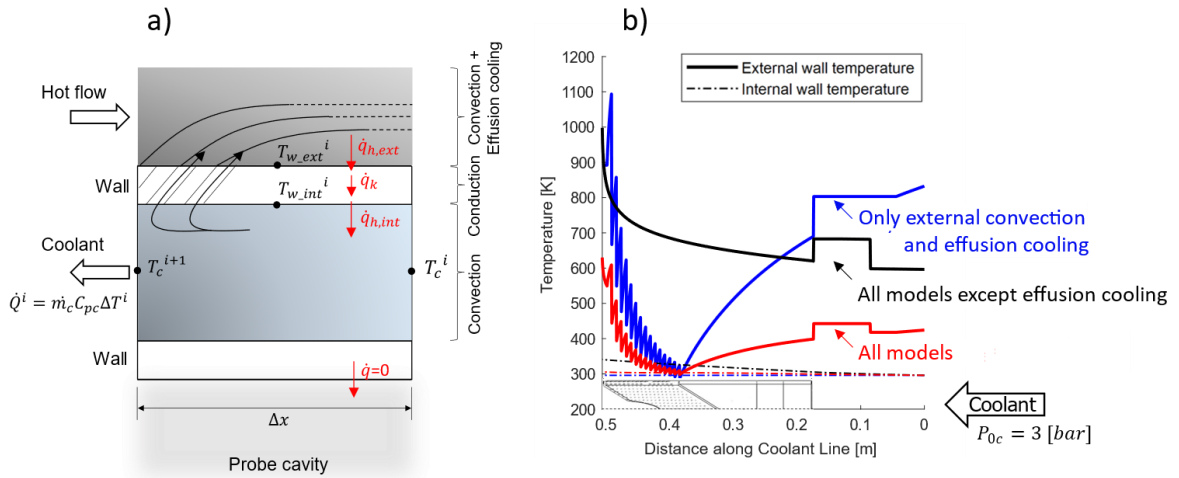 a)
Hot flow
Wall
Coolant
Q̇^i = ṁ_c C_pc ΔT^i
Wall
T_w_ext^i
T_w_int^i
q̇_h,ext
q̇_k
q̇_h,int
T_c^i+1
T_c^i
q̇=0
Δx
Probe cavity
Convection +
Effusion cooling
Conduction
Convection
b)
1200
1100
1000
900
800
700
600
500
400
300
200
Temperature [K]
External wall temperature
Internal wall temperature
Only external convection
and effusion cooling
All models except effusion cooling
All models
0.5
0.4
0.3
0.2
0.1
0
Distance along Coolant Line [m]
Coolant
P_0c = 3 [bar]